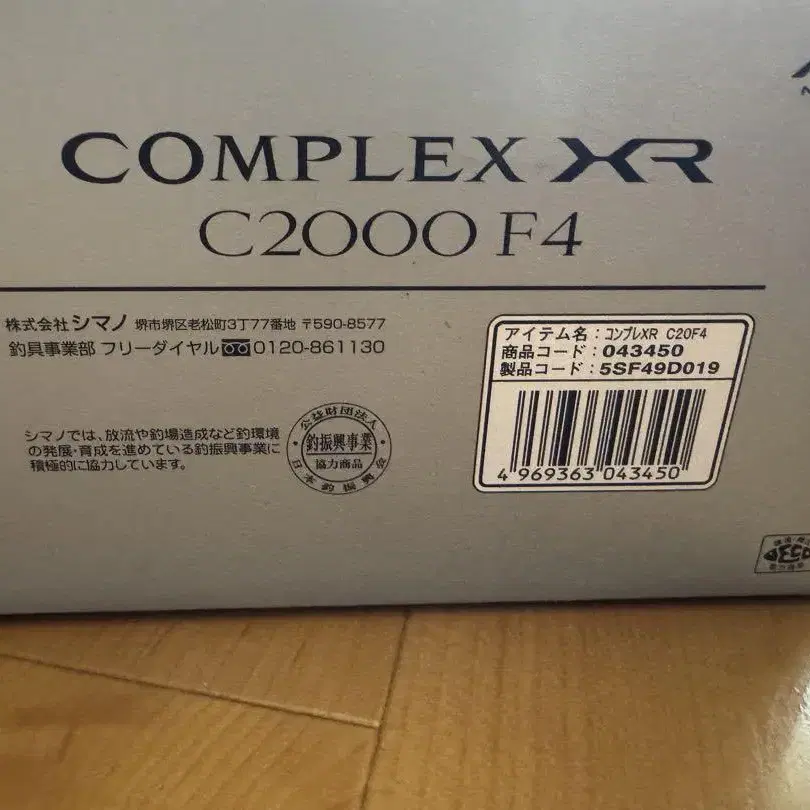 COMPLEX XR
C2000 F4
株式会社 シマノ 堺市堺区老松町3丁77番地 〒590-8577
釣具事業部 フリーダイヤル 0120-861130
シマノでは、放流や釣場造成など釣環境
の発展・育成を進めている釣振興事業に
積極的に協力しています。
公益財団法人
釣振興事業
協力商品
アイテム名：コンプレXR C20F4
商品コード：043450
製品コード：5SF49D019
4 969363 043450
ECO